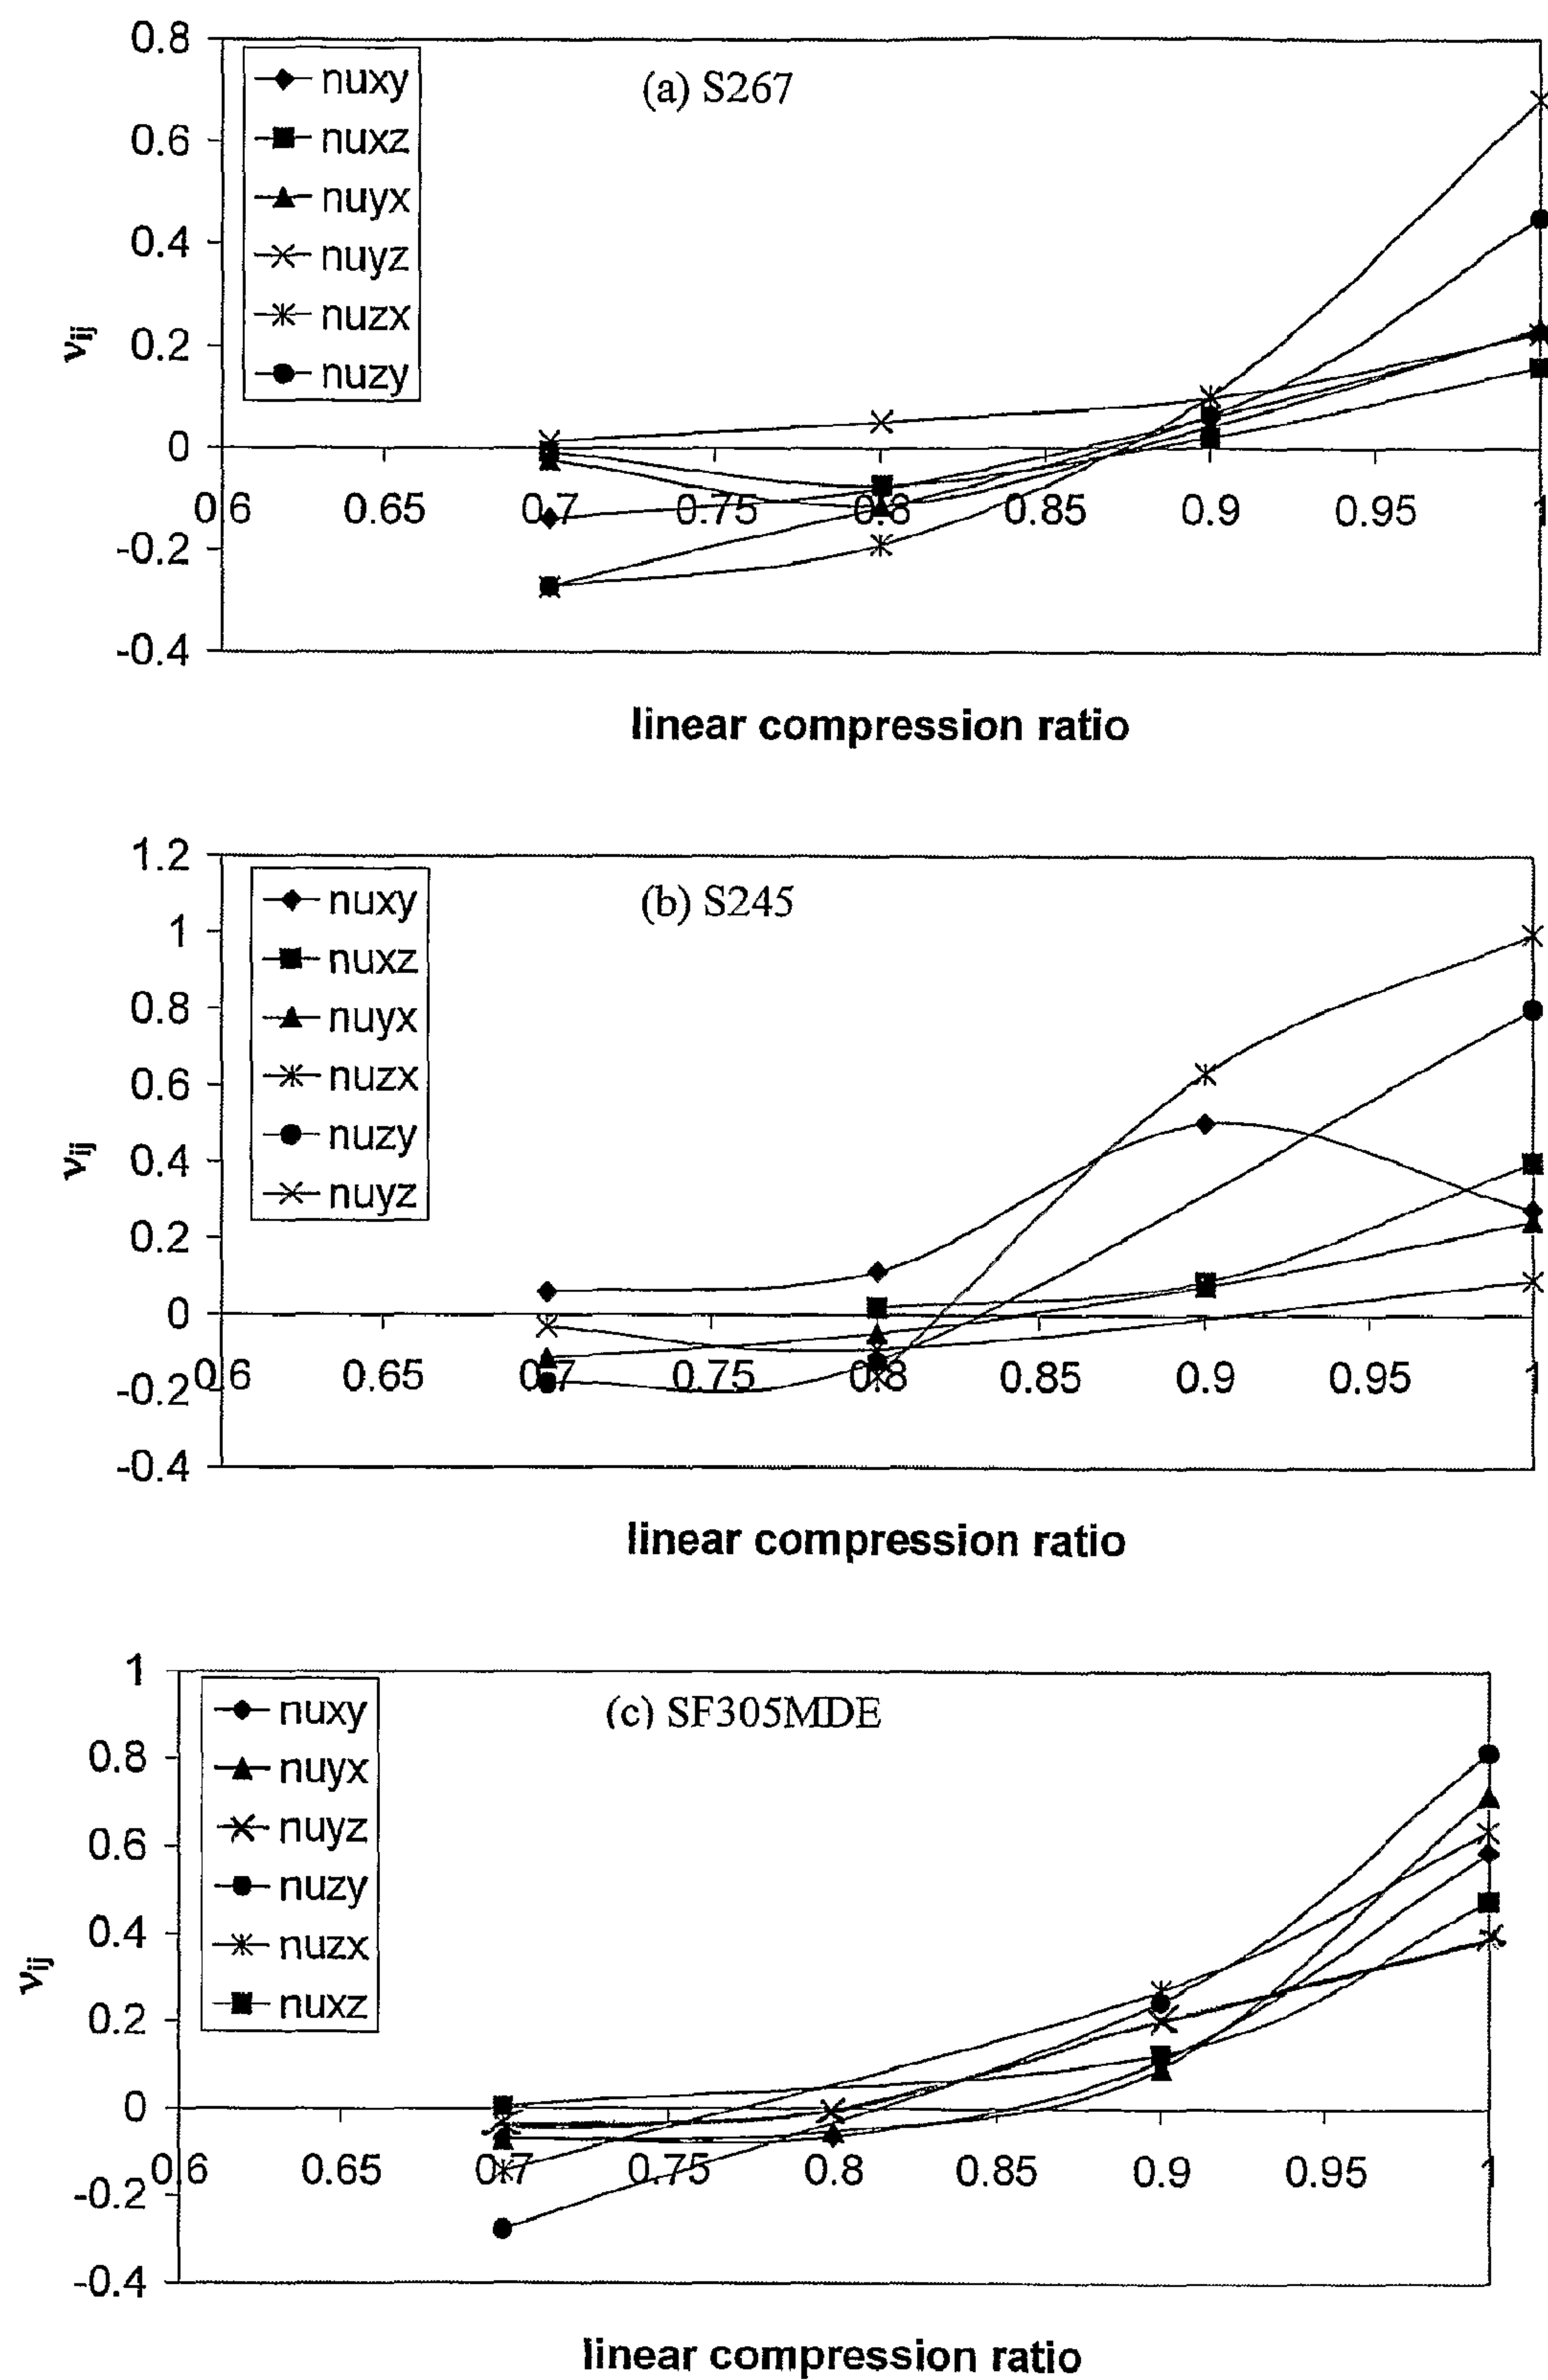 (a) S267
nuxy
nuxz
nuyx
nuyz
nuzx
nuzy
0.8
0.6
0.4
0.2
0
-0.2
-0.4
νij
0.6 0.65 0.7 0.75 0.8 0.85 0.9 0.95 1
linear compression ratio
(b) S245
nuxy
nuxz
nuyx
nuzx
nuzy
nuyz
1.2
1
0.8
0.6
0.4
0.2
0
-0.2
-0.4
νij
0.6 0.65 0.7 0.75 0.8 0.85 0.9 0.95 1
linear compression ratio
(c) SF305MDE
nuxy
nuyx
nuyz
nuzy
nuzx
nuxz
1
0.8
0.6
0.4
0.2
0
-0.2
-0.4
νij
0.6 0.65 0.7 0.75 0.8 0.85 0.9 0.95 1
linear compression ratio